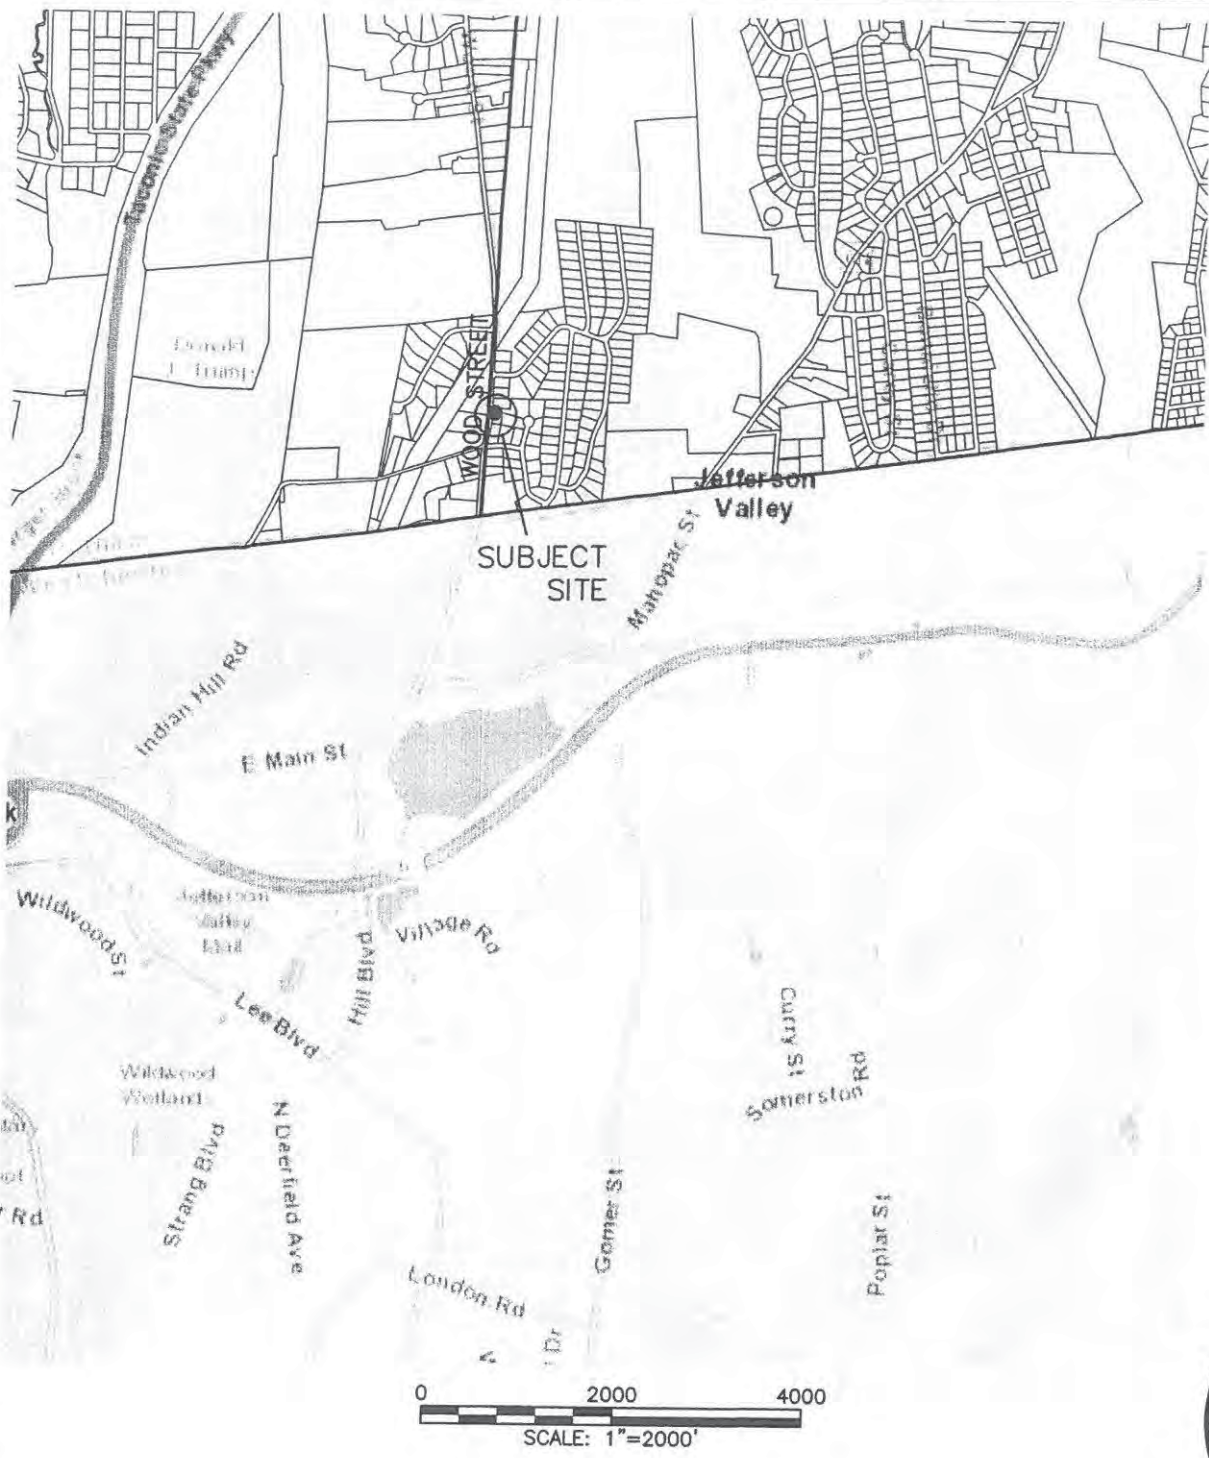 Taconic State Pkwy
Donald
J. Trump
WOOD STREET
Jefferson
Valley
SUBJECT
SITE
Mahopac St
Indian Hill Rd
E Main St
k
Wildwood St
Jefferson
Valley
Mall
Hill Blvd
Village Rd
Lee Blvd
Curry St
Somerston Rd
Wildwood
Wetland
Strang Blvd
N Deerfield Ave
Rd
Gomer St
Poplar St
London Rd
Dr
0 2000 4000
SCALE: 1"=2000'